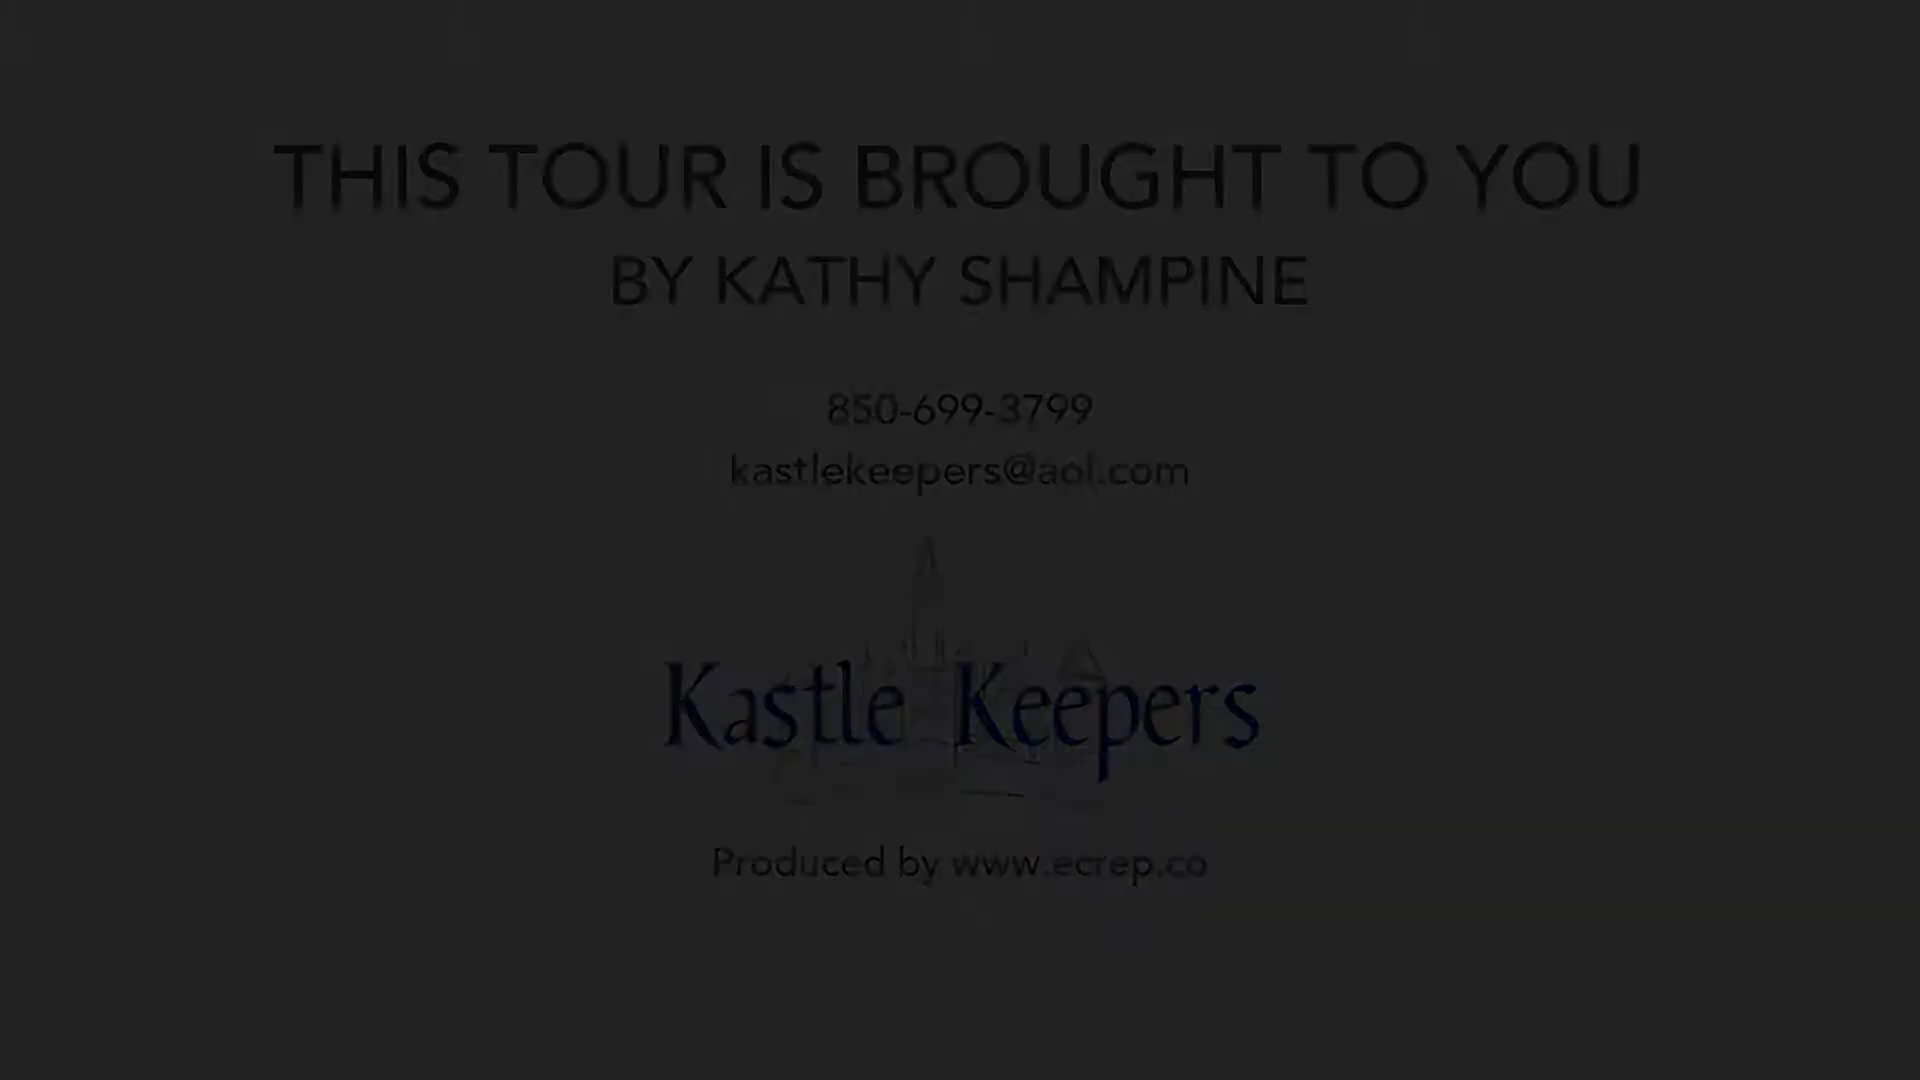 THIS TOUR IS BROUGHT TO YOU
BY KATHY SHAMPINE
850-699-3799
kastlekeepers@aol.com
Kastle Keepers
Produced by www.ecrep.co